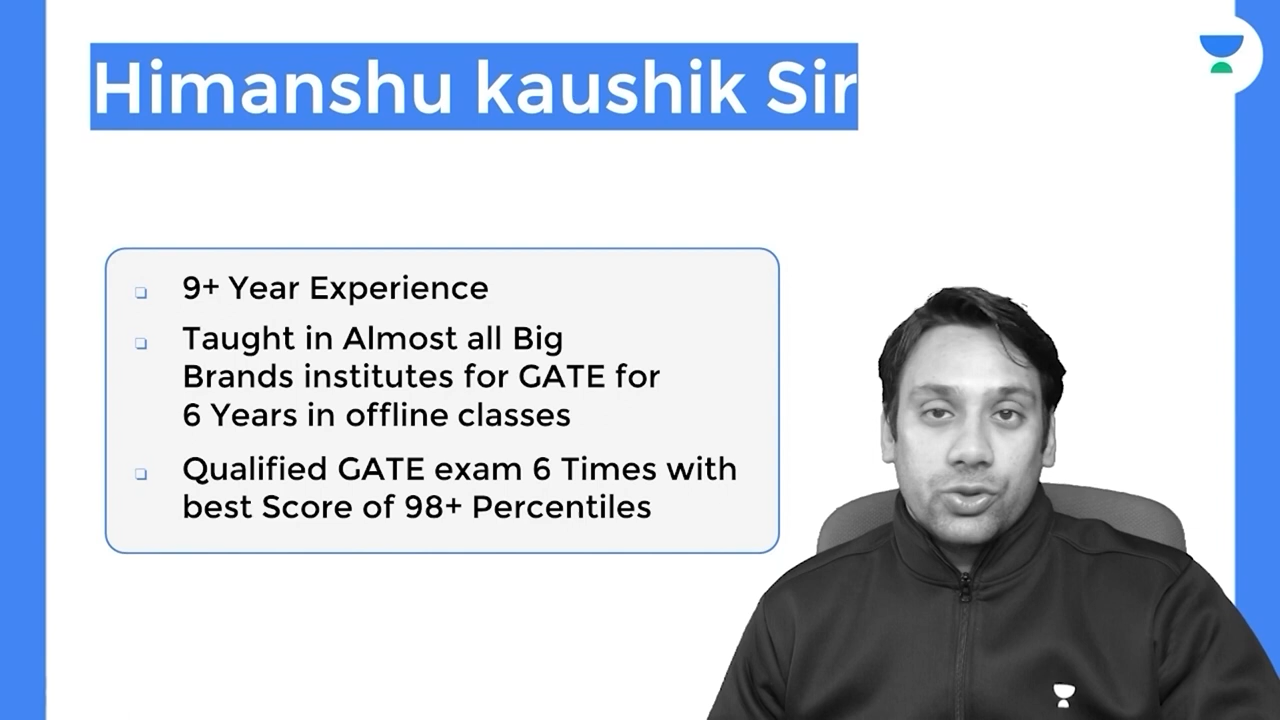 Himanshu kaushik Sir
9+ Year Experience
Taught in Almost all Big
Brands institutes for GATE for
6 Years in offline classes
Qualified GATE exam 6 Times with
best Score of 98+ Percentiles